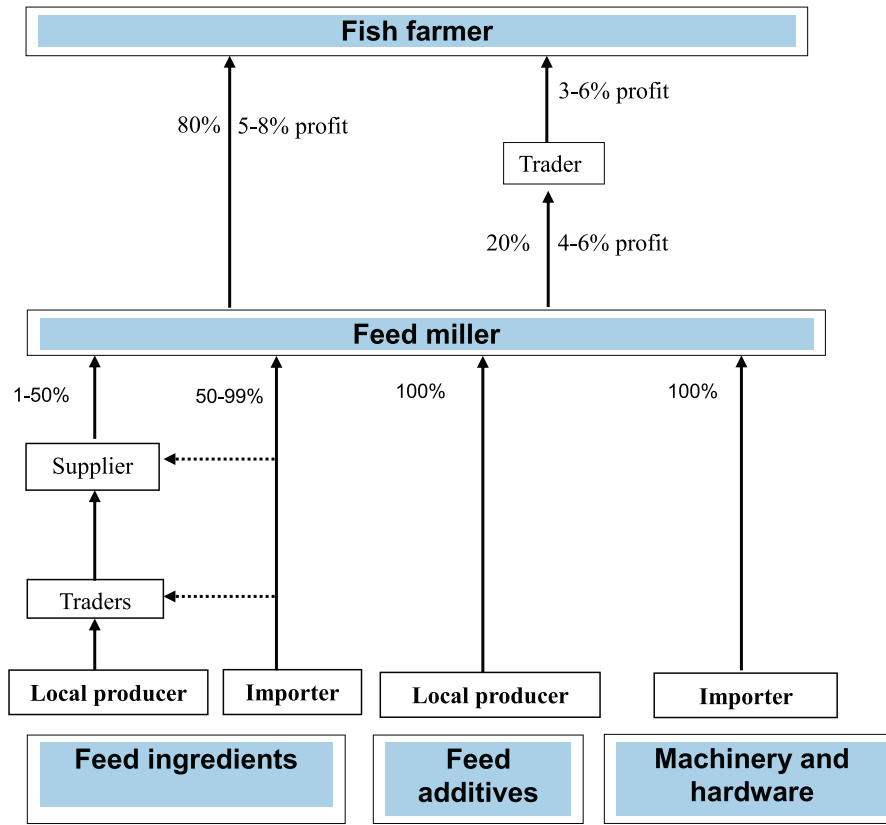 Fish farmer
3-6% profit
80%
5-8% profit
Trader
20%
4-6% profit
Feed miller
1-50%
50-99%
100%
100%
Supplier
Traders
Local producer
Importer
Local producer
Importer
Feed ingredients
Feed
additives
Machinery and
hardware